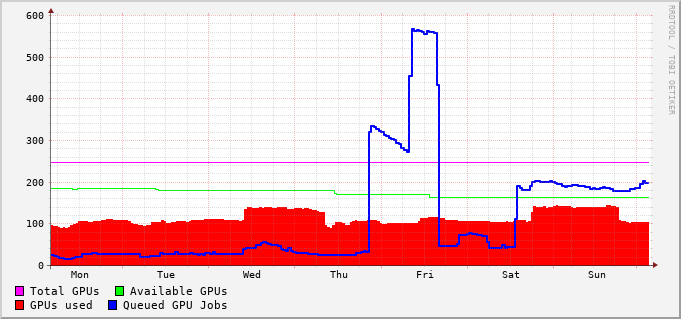 RRDTOOL / TOBI OETIKER
600
500
400
300
200
100
0
Mon Tue Wed Thu Fri Sat Sun
Total GPUs Available GPUs
GPUs used Queued GPU Jobs